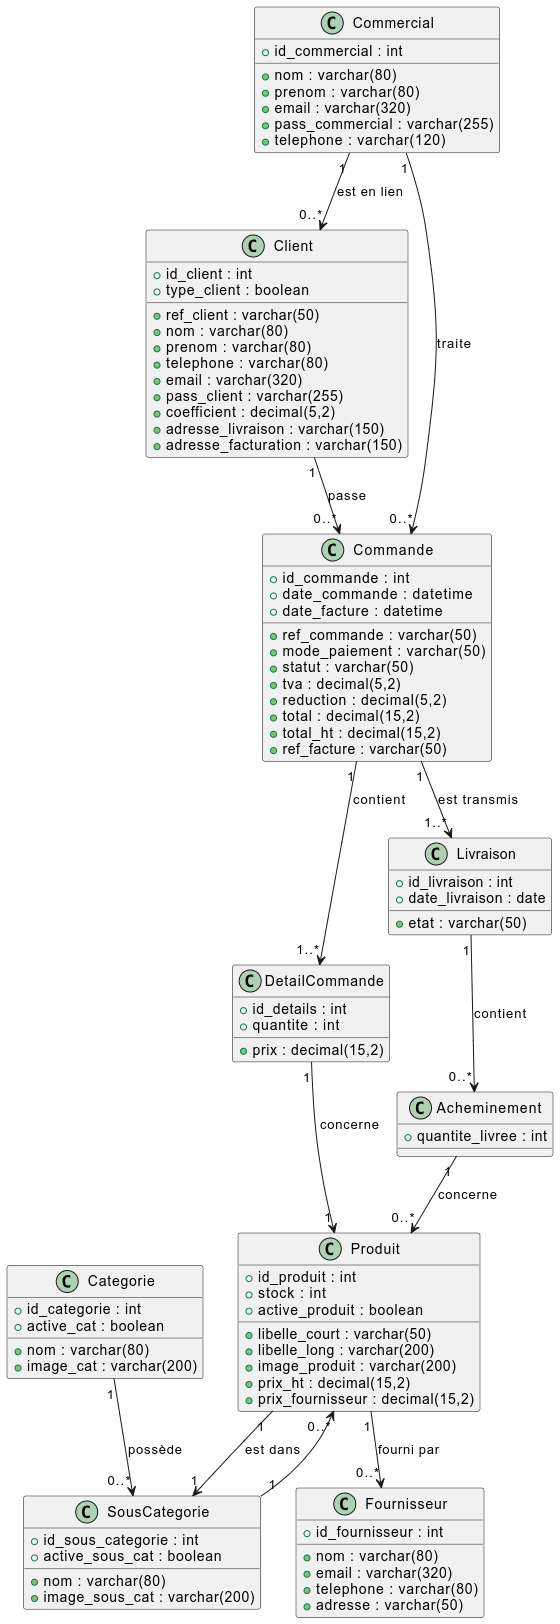 C Commercial
id_commercial : int
nom : varchar(80)
prenom : varchar(80)
email : varchar(320)
pass_commercial : varchar(255)
telephone : varchar(120)
1
1
est en lien
0..*
C Client
id_client : int
type_client : boolean
ref_client : varchar(50)
nom : varchar(80)
prenom : varchar(80)
telephone : varchar(80)
email : varchar(320)
pass_client : varchar(255)
coefficient : decimal(5,2)
adresse_livraison : varchar(150)
adresse_facturation : varchar(150)
traite
1
passe
0..*
0..*
C Commande
id_commande : int
date_commande : datetime
date_facture : datetime
ref_commande : varchar(50)
mode_paiement : varchar(50)
statut : varchar(50)
tva : decimal(5,2)
reduction : decimal(5,2)
total : decimal(15,2)
total_ht : decimal(15,2)
ref_facture : varchar(50)
1
1
contient
est transmis
1..*
C Livraison
id_livraison : int
date_livraison : date
etat : varchar(50)
1..*
1
C DetailCommande
id_details : int
quantite : int
prix : decimal(15,2)
contient
1
0..*
C Acheminement
quantite_livree : int
concerne
1
concerne
1
0..*
C Produit
id_produit : int
stock : int
active_produit : boolean
libelle_court : varchar(50)
libelle_long : varchar(200)
image_produit : varchar(200)
prix_ht : decimal(15,2)
prix_fournisseur : decimal(15,2)
C Categorie
id_categorie : int
active_cat : boolean
nom : varchar(80)
image_cat : varchar(200)
1
1
0..*
1
possède
est dans
fourni par
0..*
1
1
0..*
C SousCategorie
id_sous_categorie : int
active_sous_cat : boolean
nom : varchar(80)
image_sous_cat : varchar(200)
C Fournisseur
id_fournisseur : int
nom : varchar(80)
email : varchar(320)
telephone : varchar(80)
adresse : varchar(50)